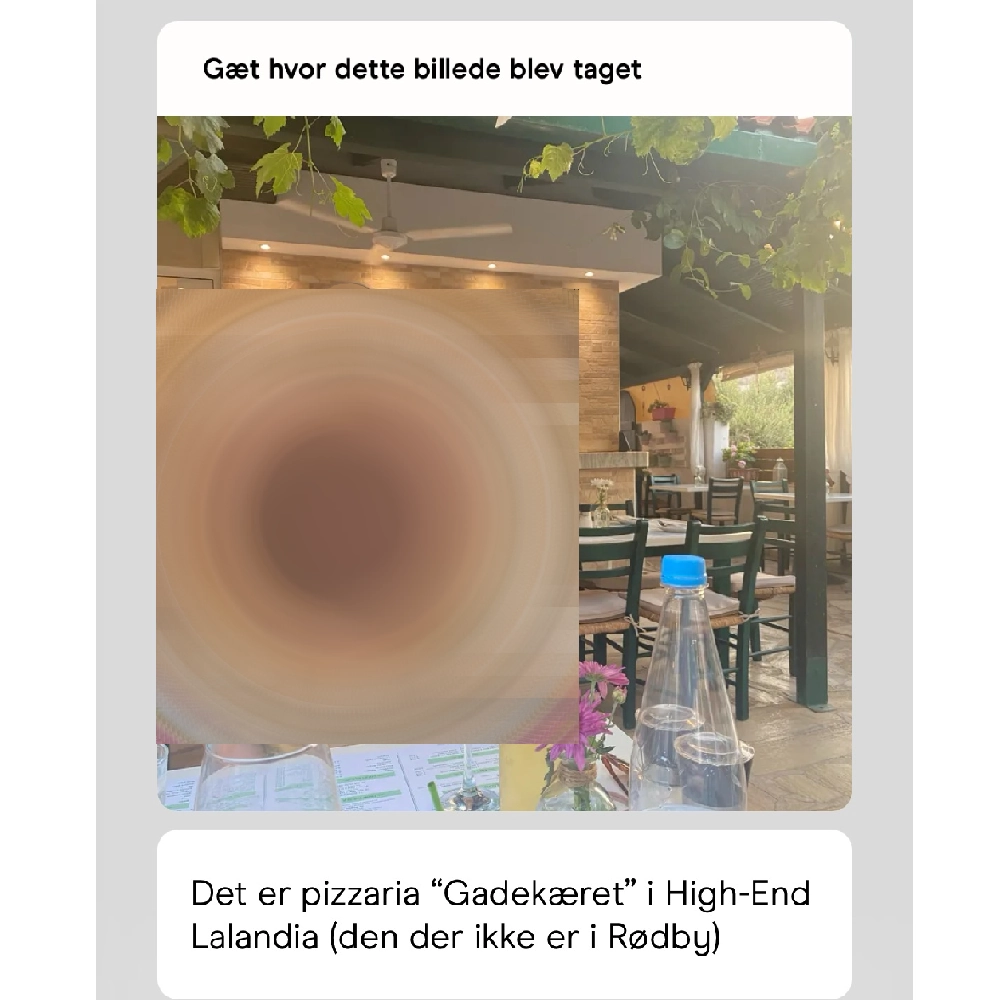 Gæt hvor dette billede blev taget
Det er pizzaria “Gadekæret” i High-End
Lalandia (den der ikke er i Rødby)